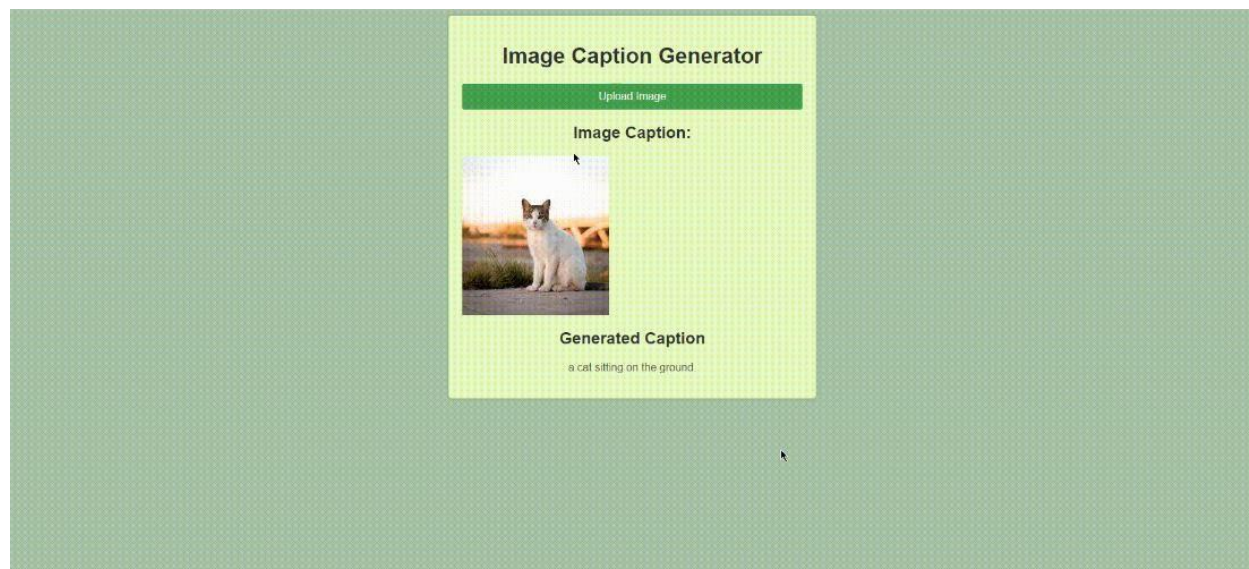 Image Caption Generator
Upload Image
Image Caption:
Generated Caption
a cat sitting on the ground